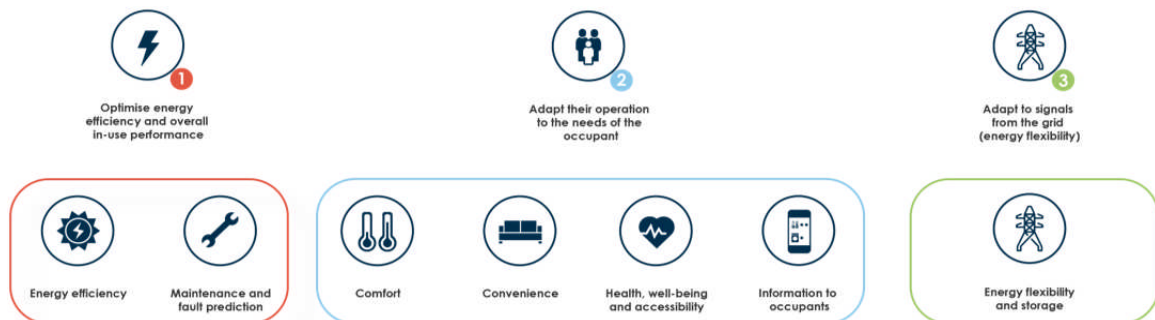 1
Optimise energy
efficiency and overall
in-use performance
2
Adapt their operation
to the needs of the
occupant
3
Adapt to signals
from the grid
(energy flexibility)
Energy efficiency
Maintenance and
fault prediction
Comfort
Convenience
Health, well-being
and accessibility
Information to
occupants
Energy flexibility
and storage